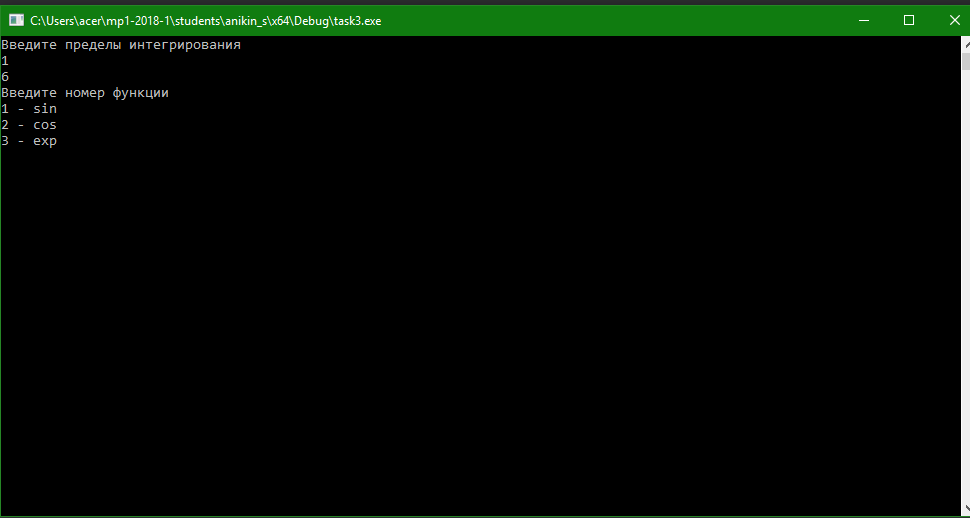 C:\Users\acer\mp1-2018-1\students\anikin_s\x64\Debug\task3.exe
Введите пределы интегрирования
1
6
Введите номер функции
1 - sin
2 - cos
3 - exp